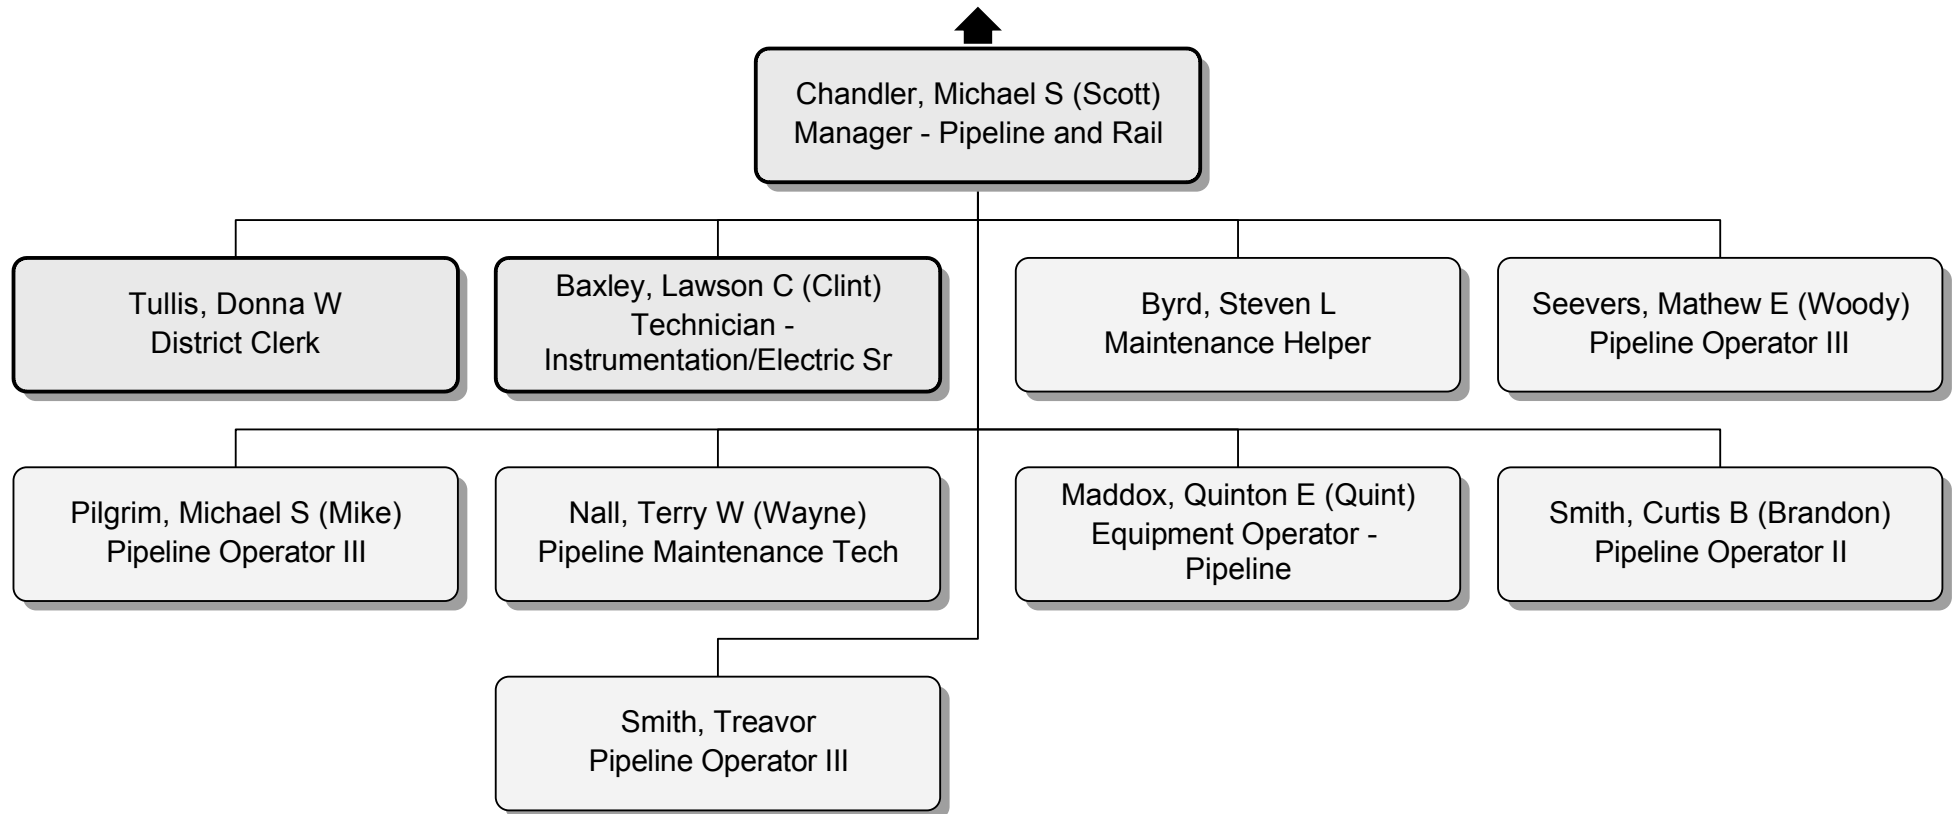 Chandler, Michael S (Scott)
Manager - Pipeline and Rail
Tullis, Donna W
District Clerk
Baxley, Lawson C (Clint)
Technician -
Instrumentation/Electric Sr
Byrd, Steven L
Maintenance Helper
Seevers, Mathew E (Woody)
Pipeline Operator III
Pilgrim, Michael S (Mike)
Pipeline Operator III
Nall, Terry W (Wayne)
Pipeline Maintenance Tech
Maddox, Quinton E (Quint)
Equipment Operator -
Pipeline
Smith, Curtis B (Brandon)
Pipeline Operator II
Smith, Treavor
Pipeline Operator III